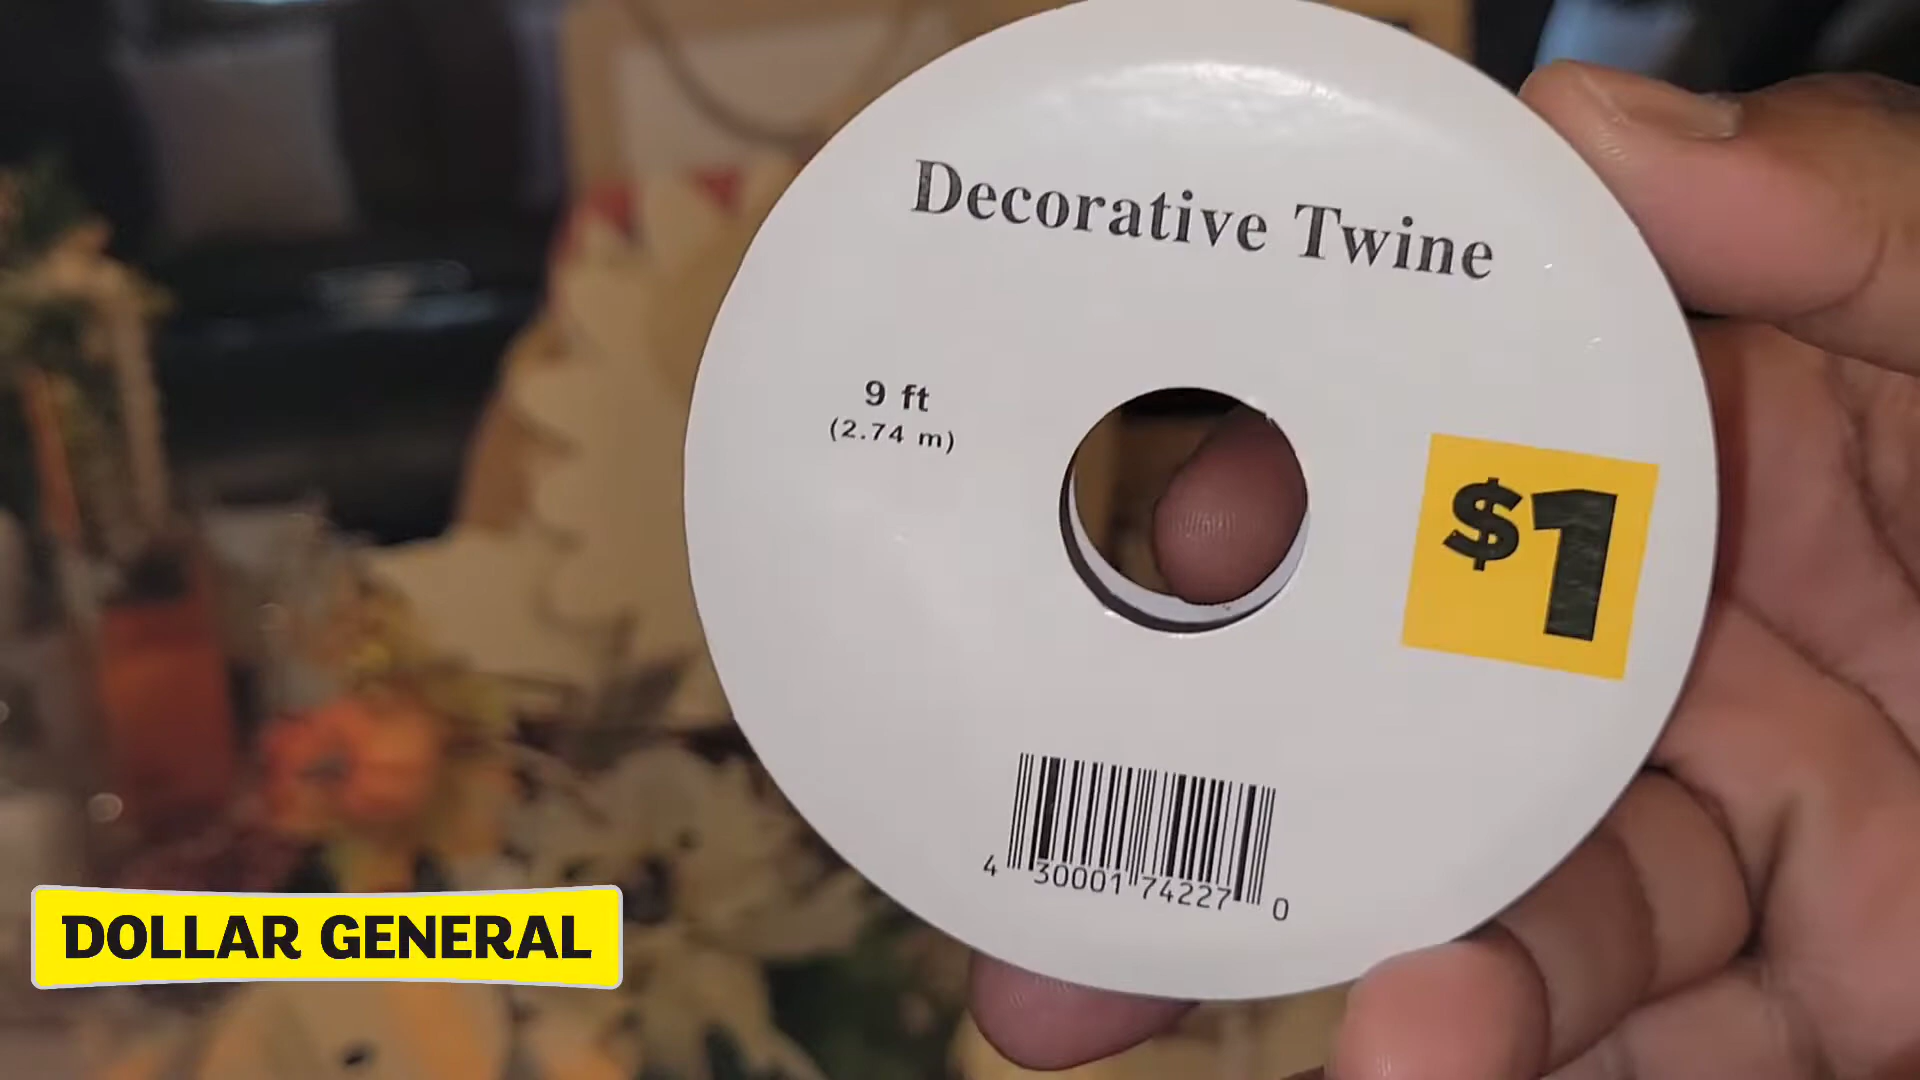 Decorative Twine
9 ft
(2.74 m)
$1
4 30001 74227 0
DOLLAR GENERAL